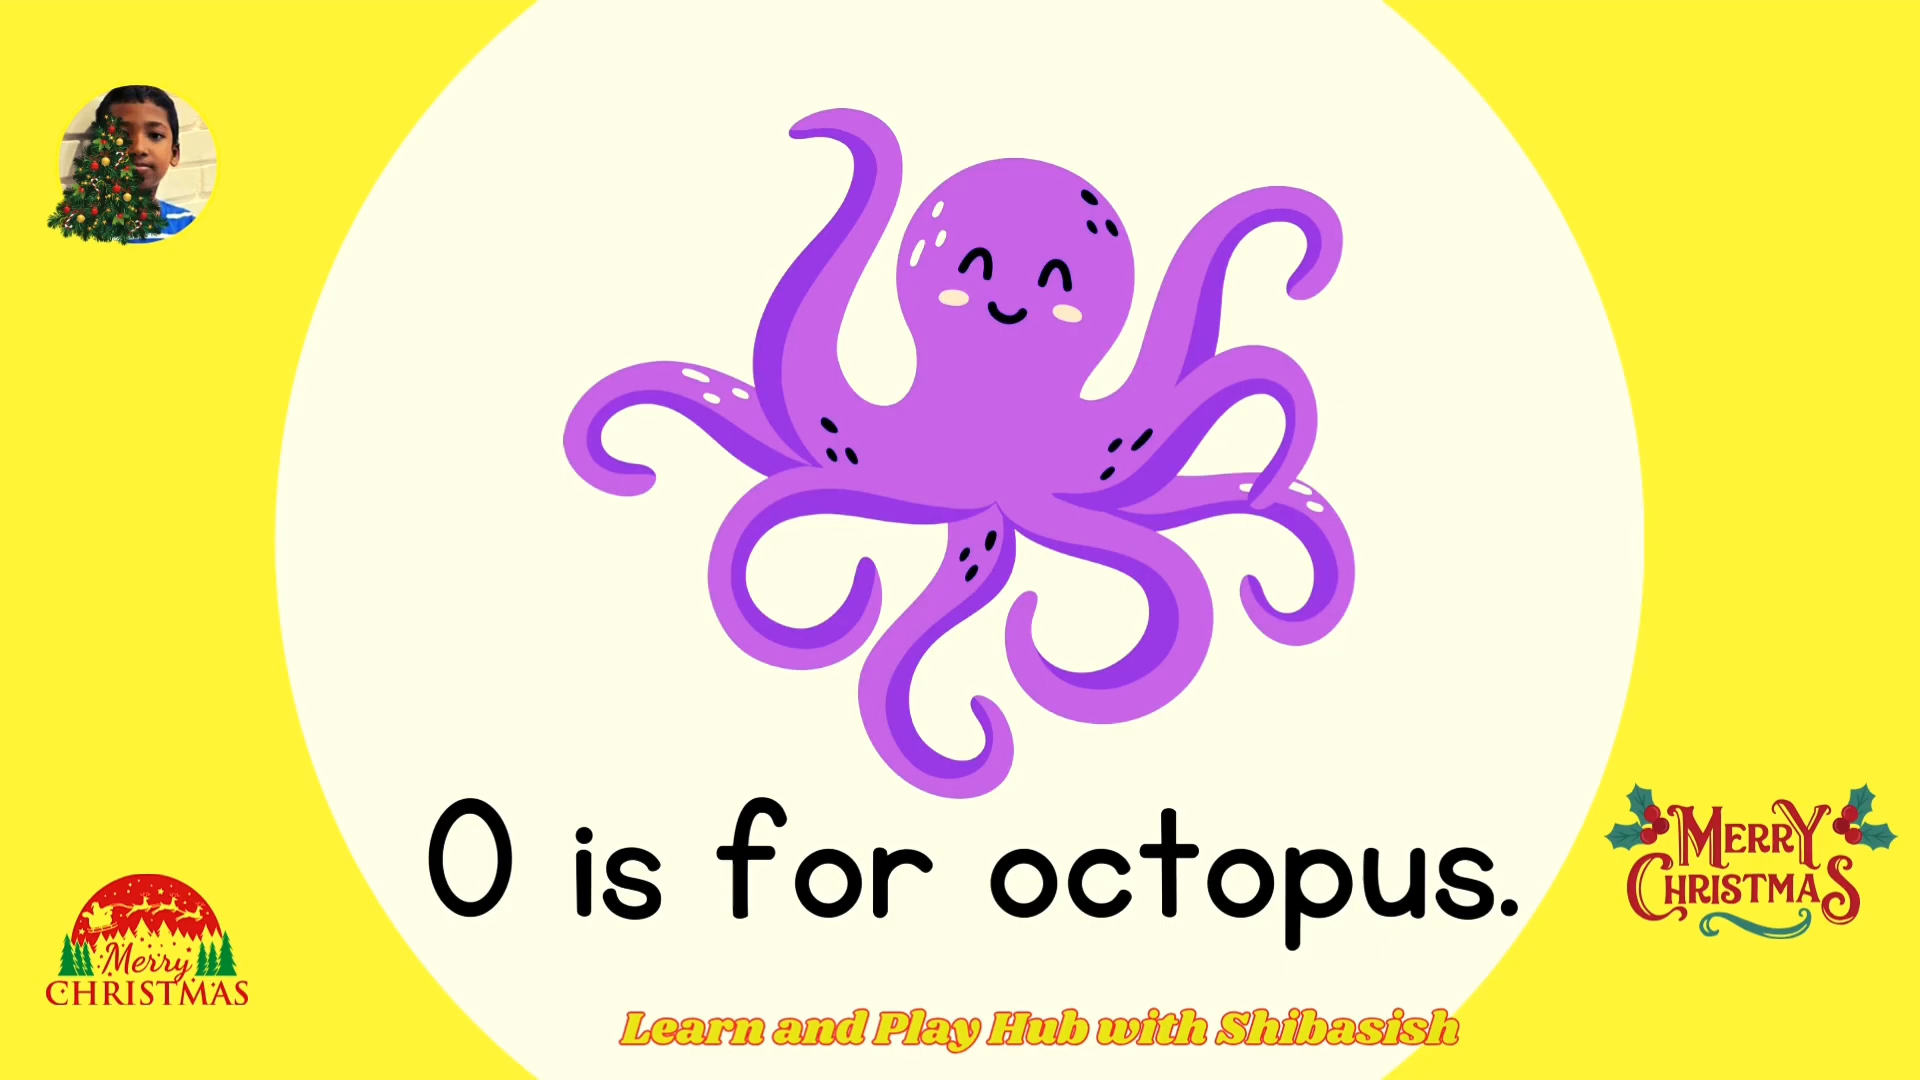 O is for octopus.
MERRY
CHRISTMAS
Merry
CHRISTMAS
Learn and Play Hub with Shibasish